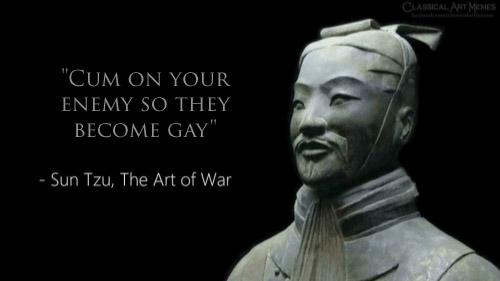 CLASSICAL ART MEMES
"CUM ON YOUR
ENEMY SO THEY
BECOME GAY"
- Sun Tzu, The Art of War